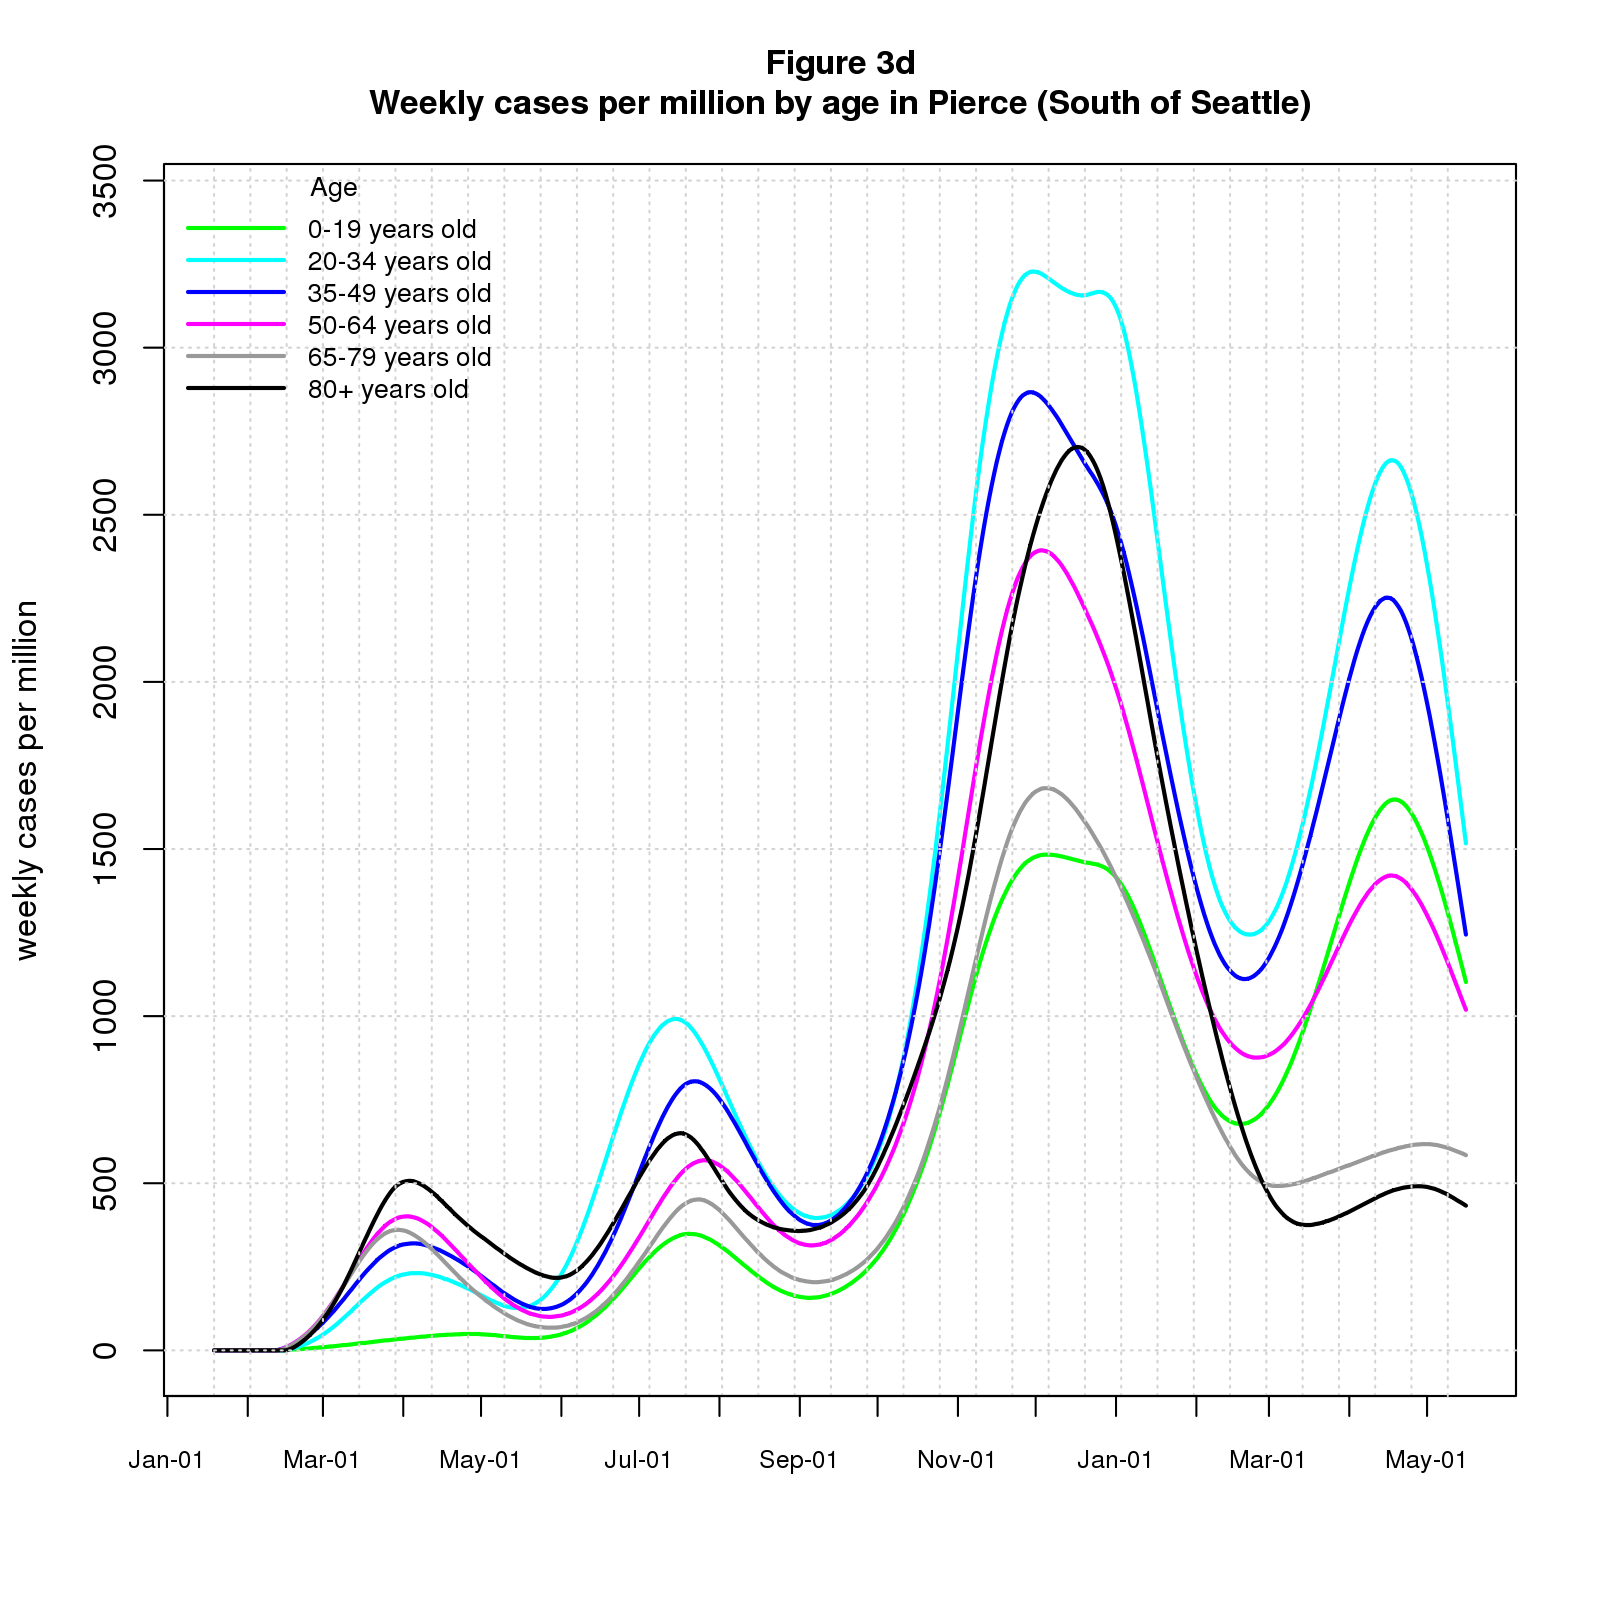 Figure 3d
Weekly cases per million by age in Pierce (South of Seattle)
weekly cases per million
3500
3000
2500
2000
1500
1000
500
0
Age
0-19 years old
20-34 years old
35-49 years old
50-64 years old
65-79 years old
80+ years old
Jan-01 Mar-01 May-01 Jul-01 Sep-01 Nov-01 Jan-01 Mar-01 May-01